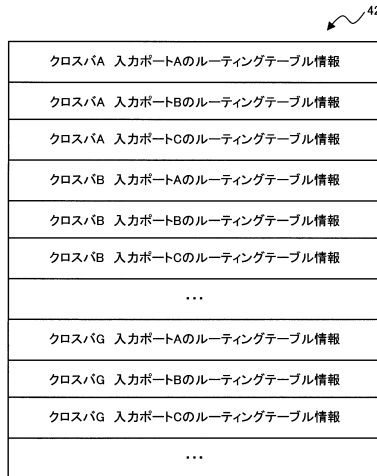 42
クロスバA 入力ポートAのルーティングテーブル情報
クロスバA 入力ポートBのルーティングテーブル情報
クロスバA 入力ポートCのルーティングテーブル情報
クロスバB 入力ポートAのルーティングテーブル情報
クロスバB 入力ポートBのルーティングテーブル情報
クロスバB 入力ポートCのルーティングテーブル情報
…
クロスバG 入力ポートAのルーティングテーブル情報
クロスバG 入力ポートBのルーティングテーブル情報
クロスバG 入力ポートCのルーティングテーブル情報
…